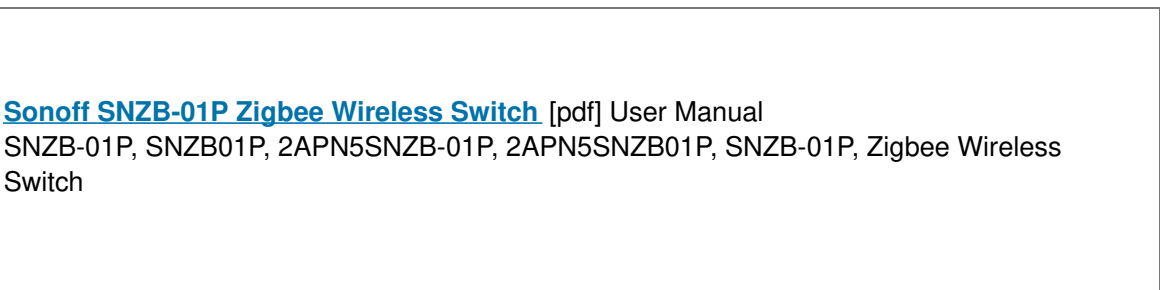 Sonoff SNZB-01P Zigbee Wireless Switch [pdf] User Manual
SNZB-01P, SNZB01P, 2APN5SNZB-01P, 2APN5SNZB01P, SNZB-01P, Zigbee Wireless
Switch